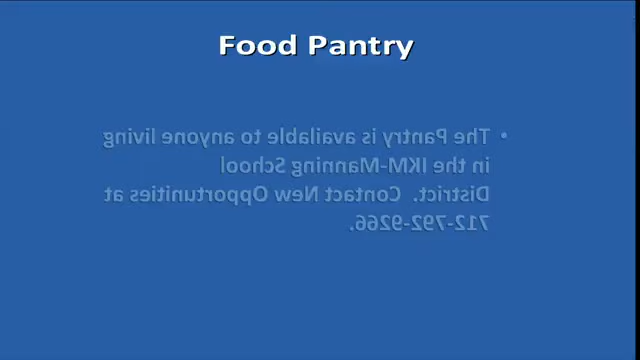 Food Pantry
• The Pantry is available to anyone living
in the IKM-Manning School
District. Contact New Opportunities at
712-792-9266.